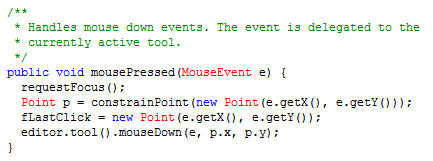 /**
 * Handles mouse down events. The event is delegated to the
 * currently active tool.
 */
public void mousePressed(MouseEvent e) {
  requestFocus();
  Point p = constrainPoint(new Point(e.getX(), e.getY()));
  fLastClick = new Point(e.getX(), e.getY());
  editor.tool().mouseDown(e, p.x, p.y);
}